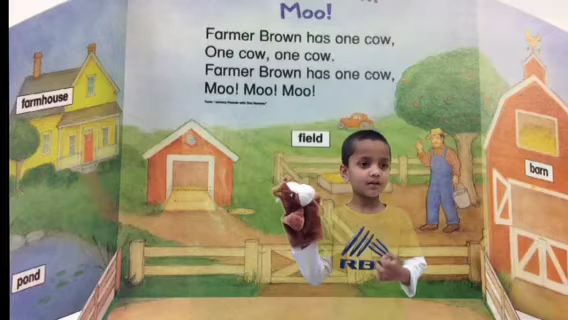 Moo!
Farmer Brown has one cow,
One cow, one cow.
Farmer Brown has one cow,
Moo! Moo! Moo!
farmhouse
field
barn
pond
RB